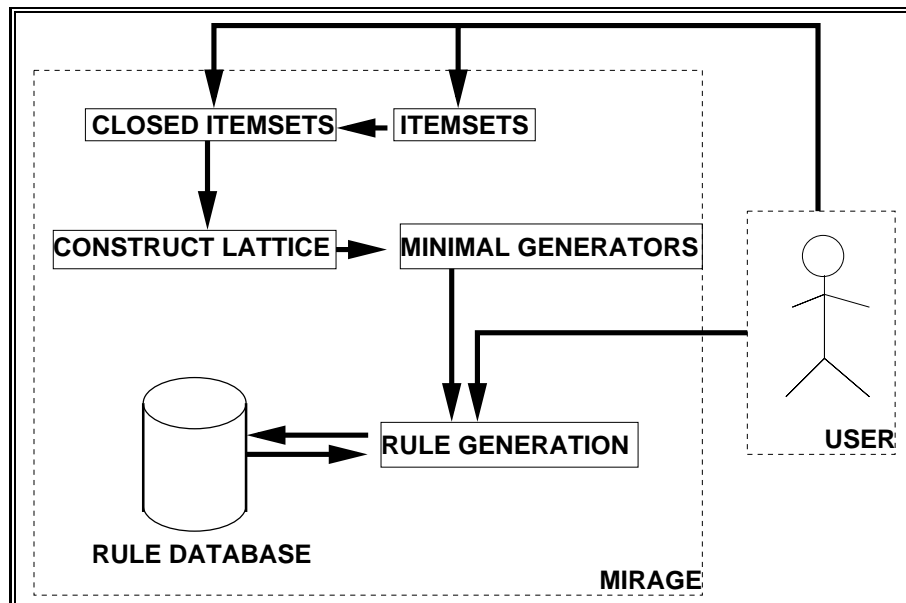 CLOSED ITEMSETS
ITEMSETS
CONSTRUCT LATTICE
MINIMAL GENERATORS
RULE GENERATION
USER
RULE DATABASE
MIRAGE